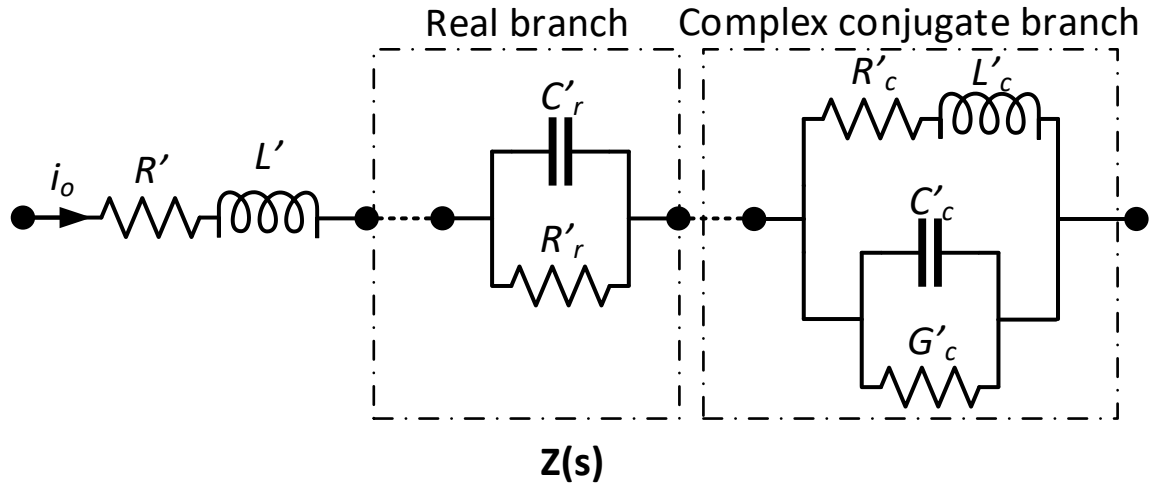 Real branch
Complex conjugate branch
R'c
L'c
C'r
io
R'
L'
C'c
R'r
G'c
Z(s)